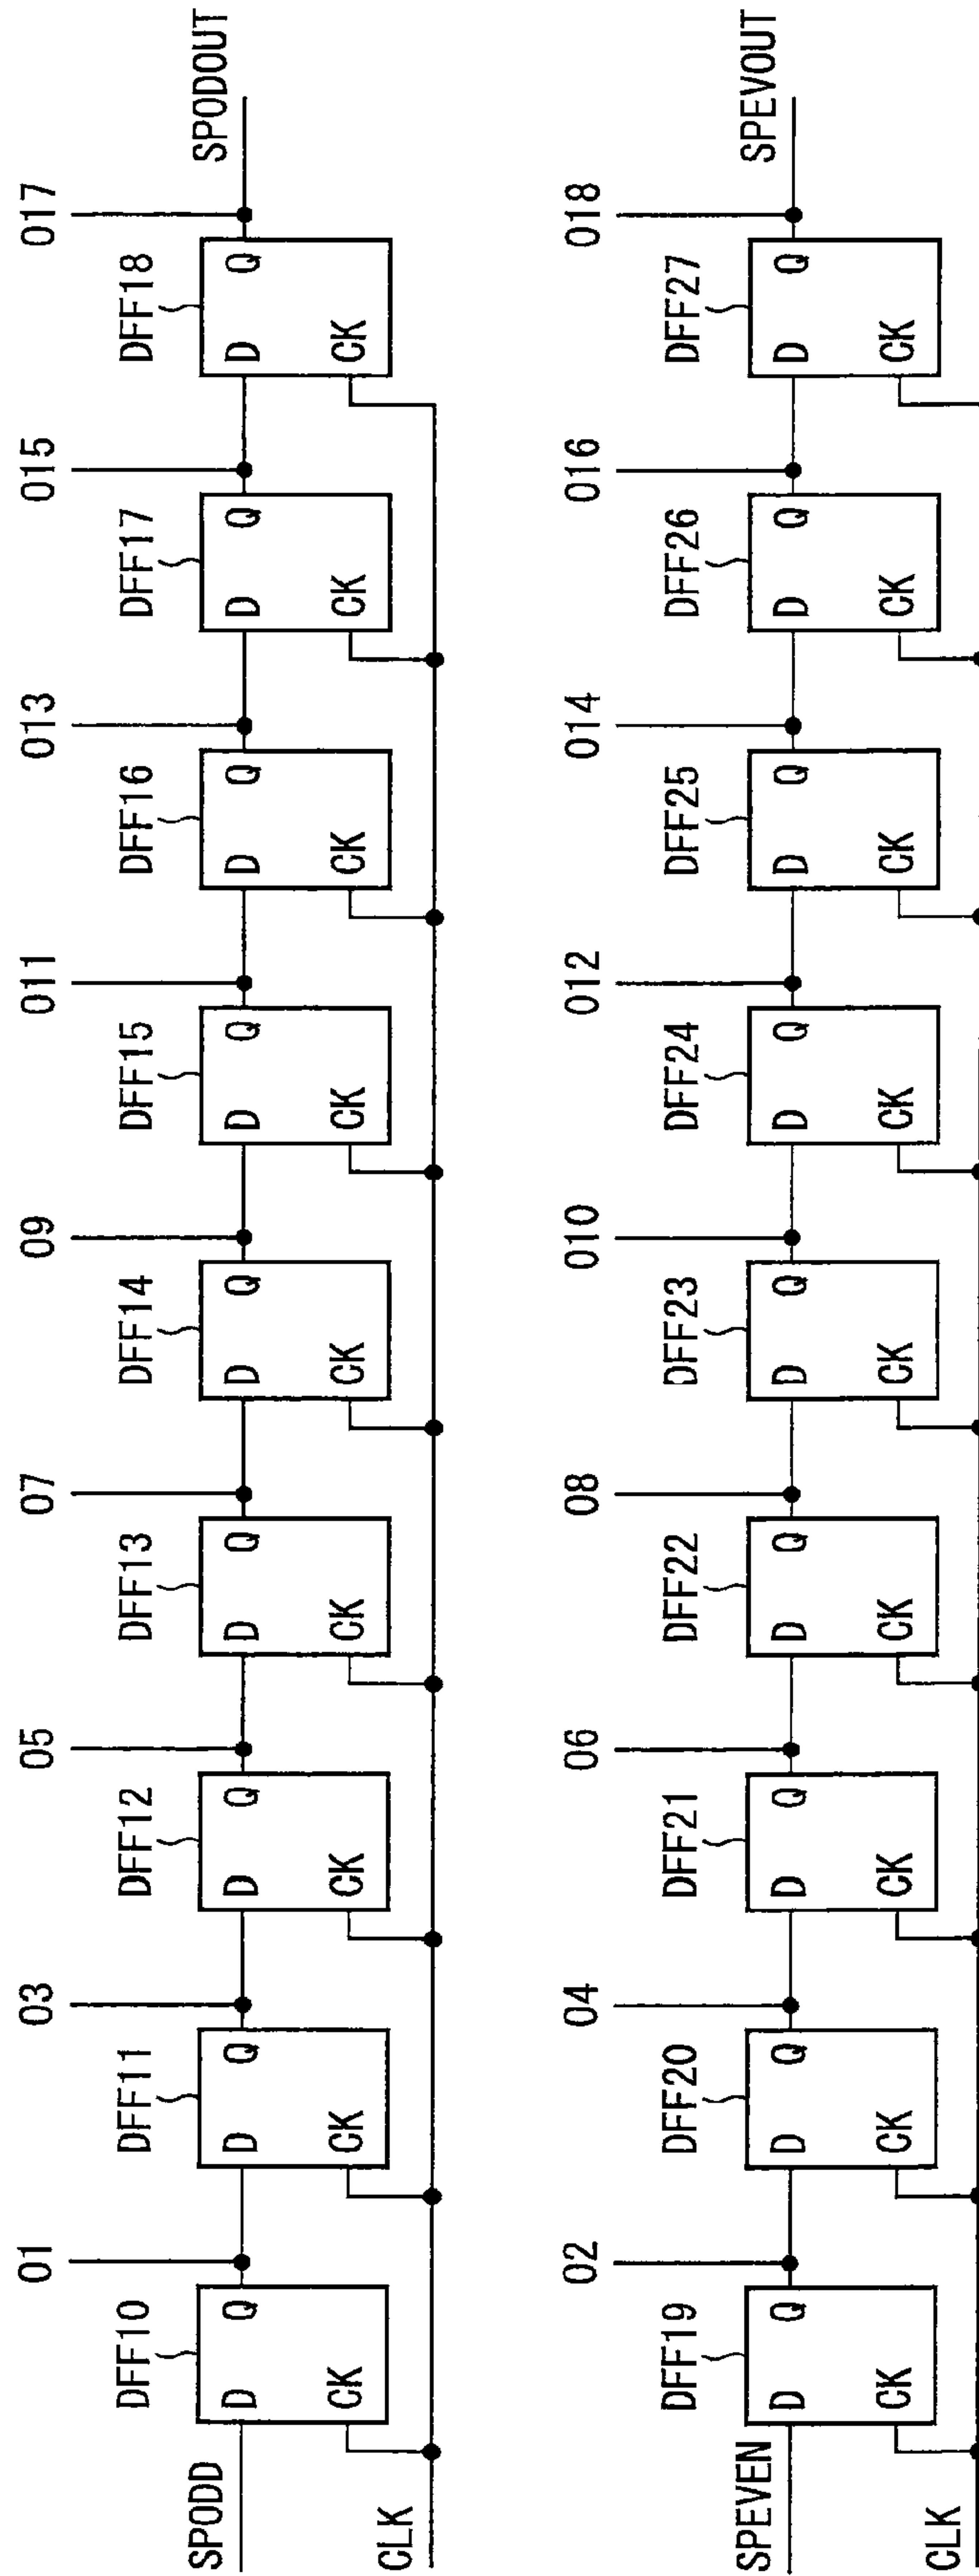 01 03 05 07 09 011 013 015 017
DFF10 DFF11 DFF12 DFF13 DFF14 DFF15 DFF16 DFF17 DFF18
SPODD D Q D Q D Q D Q D Q D Q D Q D Q D Q SPODOUT
CK CK CK CK CK CK CK CK CK
CLK
02 04 06 08 010 012 014 016 018
DFF19 DFF20 DFF21 DFF22 DFF23 DFF24 DFF25 DFF26 DFF27
SPEVEN D Q D Q D Q D Q D Q D Q D Q D Q D Q SPEVOUT
CK CK CK CK CK CK CK CK CK
CLK